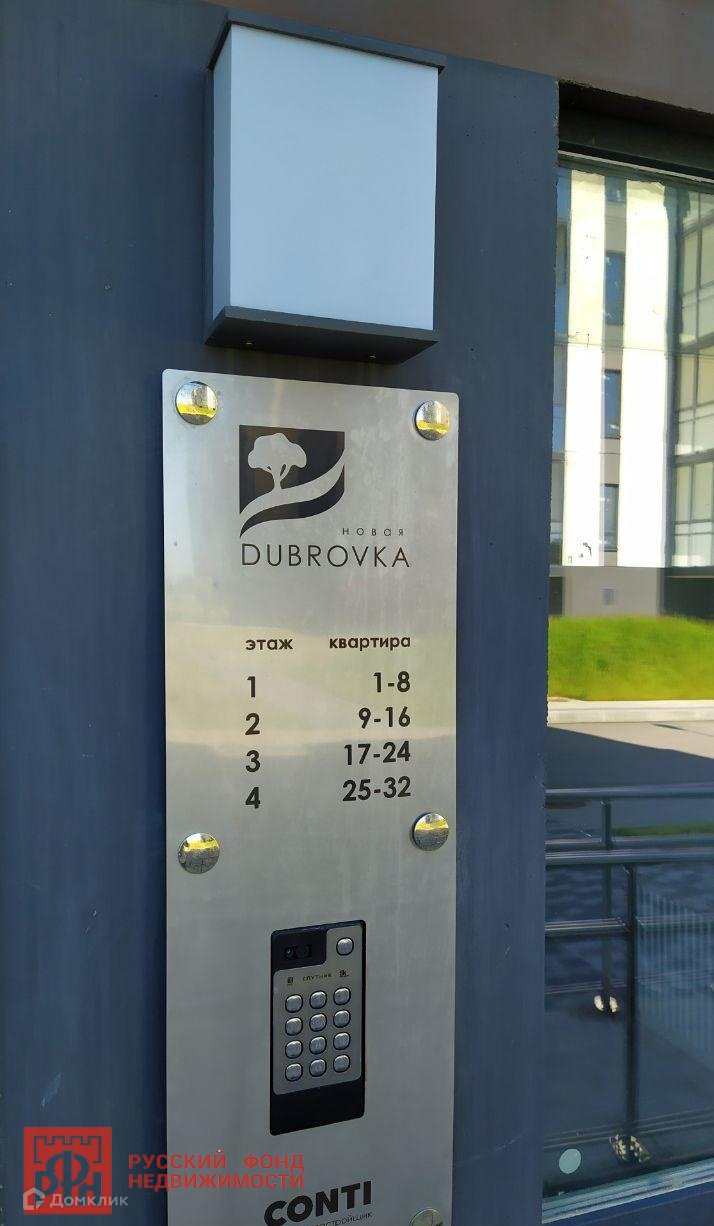 новая
DUBROVKA
этаж квартира
1 1-8
2 9-16
3 17-24
4 25-32
СПУТНИК
РУССКИЙ ФОНД
НЕДВИЖИМОСТИ
Домклик
CONTI